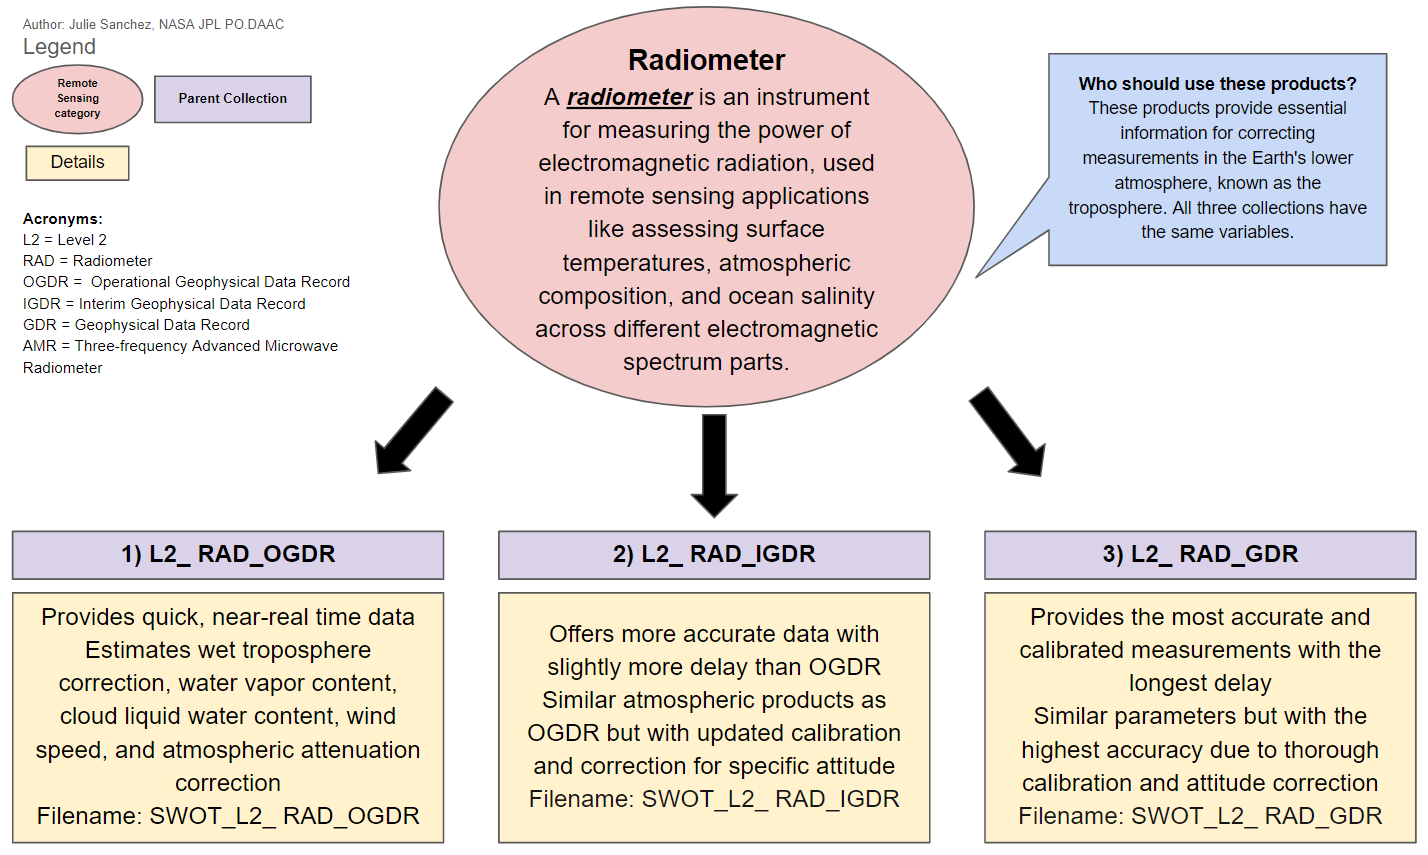 Author: Julie Sanchez, NASA JPL PO.DAAC
Legend
Remote
Sensing
category
Parent Collection
Details
Acronyms:
L2 = Level 2
RAD = Radiometer
OGDR =  Operational Geophysical Data Record
IGDR = Interim Geophysical Data Record
GDR = Geophysical Data Record
AMR = Three-frequency Advanced Microwave
Radiometer
Radiometer
A radiometer is an instrument
for measuring the power of
electromagnetic radiation, used
in remote sensing applications
like assessing surface
temperatures, atmospheric
composition, and ocean salinity
across different electromagnetic
spectrum parts.
Who should use these products?
These products provide essential
information for correcting
measurements in the Earth's lower
atmosphere, known as the
troposphere. All three collections have
the same variables.
1) L2_ RAD_OGDR
Provides quick, near-real time data
Estimates wet troposphere
correction, water vapor content,
cloud liquid water content, wind
speed, and atmospheric attenuation
correction
Filename: SWOT_L2_ RAD_OGDR
2) L2_ RAD_IGDR
Offers more accurate data with
slightly more delay than OGDR
Similar atmospheric products as
OGDR but with updated calibration
and correction for specific attitude
Filename: SWOT_L2_ RAD_IGDR
3) L2_ RAD_GDR
Provides the most accurate and
calibrated measurements with the
longest delay
Similar parameters but with the
highest accuracy due to thorough
calibration and attitude correction
Filename: SWOT_L2_ RAD_GDR